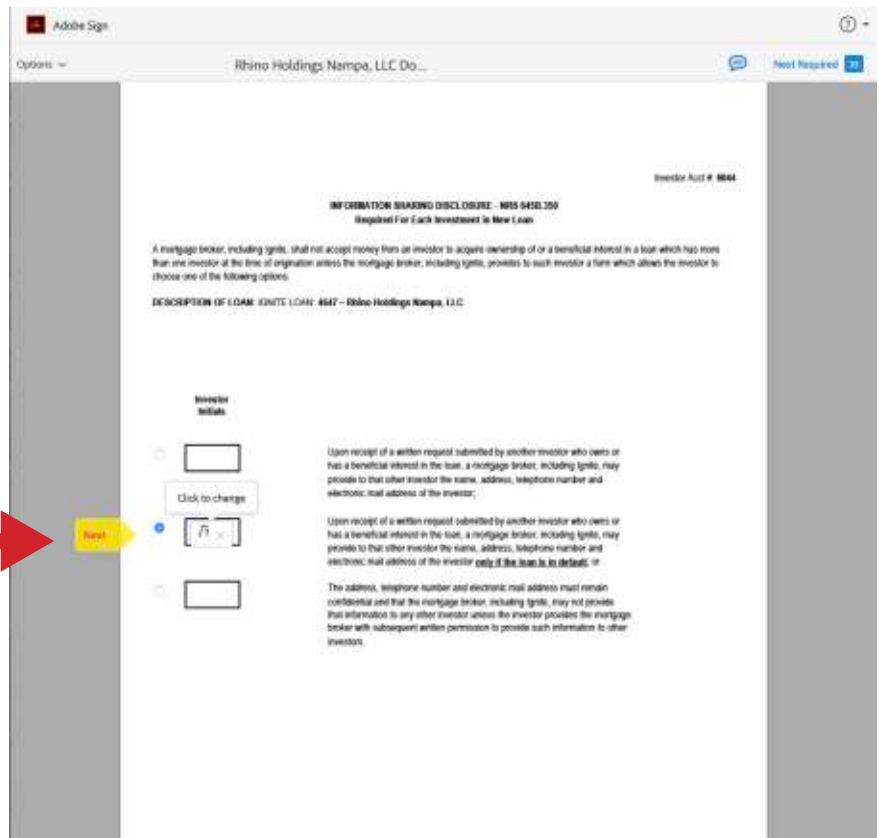 Adobe Sign
Options
Rhino Holdings Nampa, LLC Do...
Next Required
Investor Acct #: 6044
INFORMATION SHARING DISCLOSURE - NRS 645B.350
Required For Each Investment in New Loan
A mortgage broker, including Ignite, shall not accept money from an investor to acquire ownership of or a beneficial interest in a loan which has more
than one investor at the time of origination unless the mortgage broker, including Ignite, provides to such investor a form which allows the investor to
choose one of the following options.
DESCRIPTION OF LOAN: IGNITE LOAN: #647 – Rhino Holdings Nampa, LLC
Investor
Initials
Upon receipt of a written request submitted by another investor who owns or
has a beneficial interest in the loan, a mortgage broker, including Ignite, may
provide to that other investor the name, address, telephone number and
electronic mail address of the investor;
Click to change
Upon receipt of a written request submitted by another investor who owns or
has a beneficial interest in the loan, a mortgage broker, including Ignite, may
provide to that other investor the name, address, telephone number and
electronic mail address of the investor only if the loan is in default; or
Next
The address, telephone number and electronic mail address must remain
confidential and that the mortgage broker, including Ignite, may not provide
that information to any other investor unless the investor provides the mortgage
broker with subsequent written permission to provide such information to other
investors.